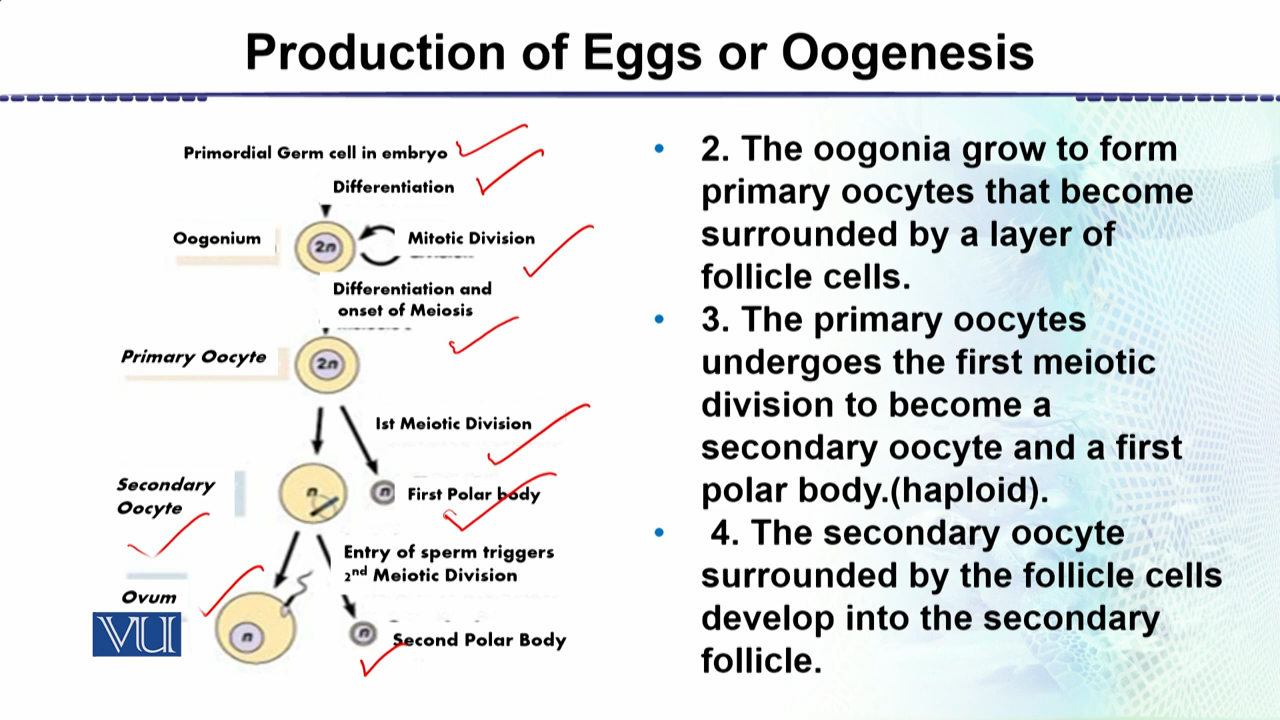 Production of Eggs or Oogenesis
Primordial Germ cell in embryo
Differentiation
Oogonium
2n
Mitotic Division
Differentiation and
onset of Meiosis
Primary Oocyte
2n
Ist Meiotic Division
Secondary
Oocyte
n
n
First Polar body
Entry of sperm triggers
2nd Meiotic Division
Ovum
VU
n
n
Second Polar Body
• 2. The oogonia grow to form
primary oocytes that become
surrounded by a layer of
follicle cells.
• 3. The primary oocytes
undergoes the first meiotic
division to become a
secondary oocyte and a first
polar body.(haploid).
• 4. The secondary oocyte
surrounded by the follicle cells
develop into the secondary
follicle.